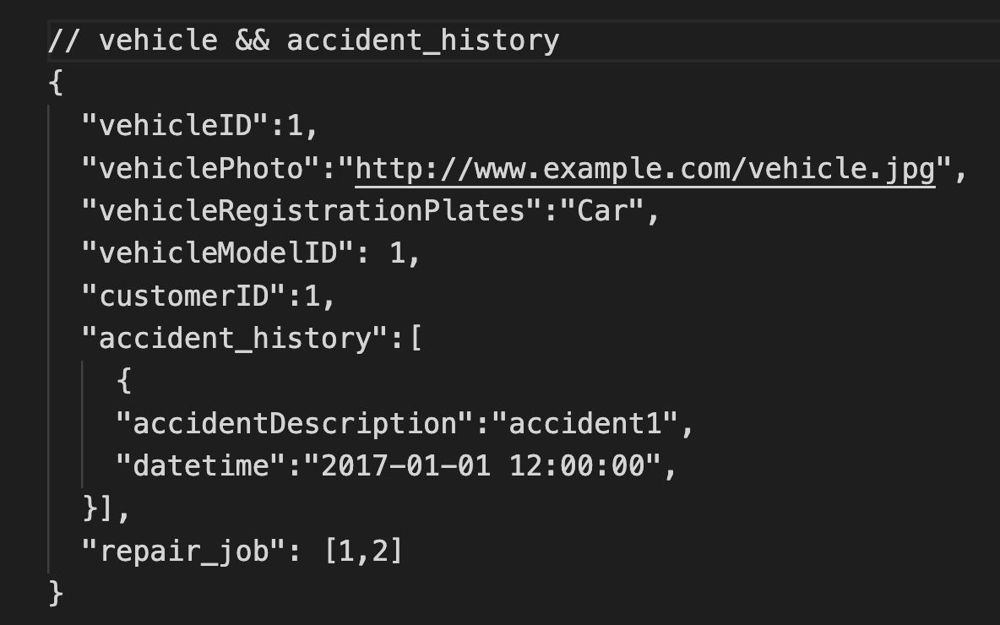 // vehicle && accident_history
{
"vehicleID":1,
"vehiclePhoto":"http://www.example.com/vehicle.jpg",
"vehicleRegistrationPlates":"Car",
"vehicleModelID": 1,
"customerID":1,
"accident_history":[
{
"accidentDescription":"accident1",
"datetime":"2017-01-01 12:00:00",
}],
"repair_job": [1,2]
}